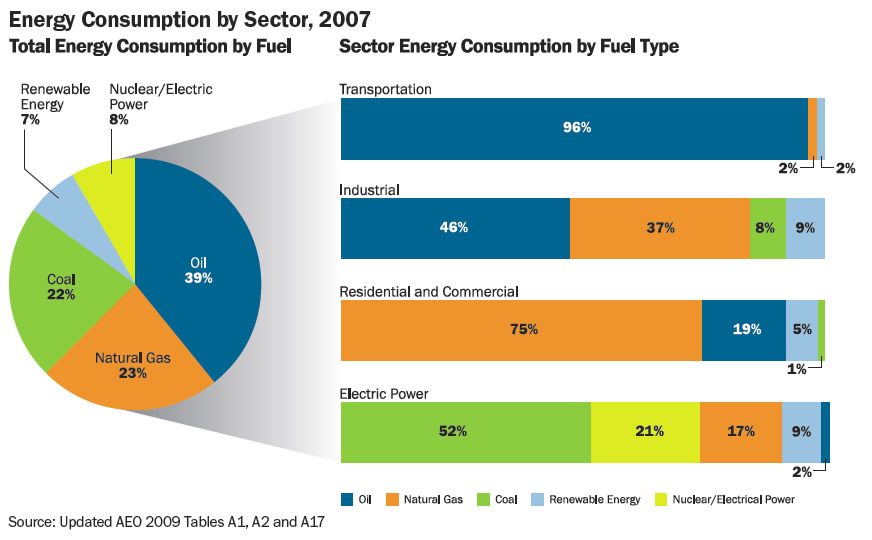 Energy Consumption by Sector, 2007
Total Energy Consumption by Fuel
Renewable
Energy
7%
Nuclear/Electric
Power
8%
Oil
39%
Coal
22%
Natural Gas
23%
Sector Energy Consumption by Fuel Type
Transportation
96%
2% 2%
Industrial
46% 37% 8% 9%
Residential and Commercial
75% 19% 5%
1%
Electric Power
52% 21% 17% 9%
2%
Oil Natural Gas Coal Renewable Energy Nuclear/Electrical Power
Source: Updated AEO 2009 Tables A1, A2 and A17